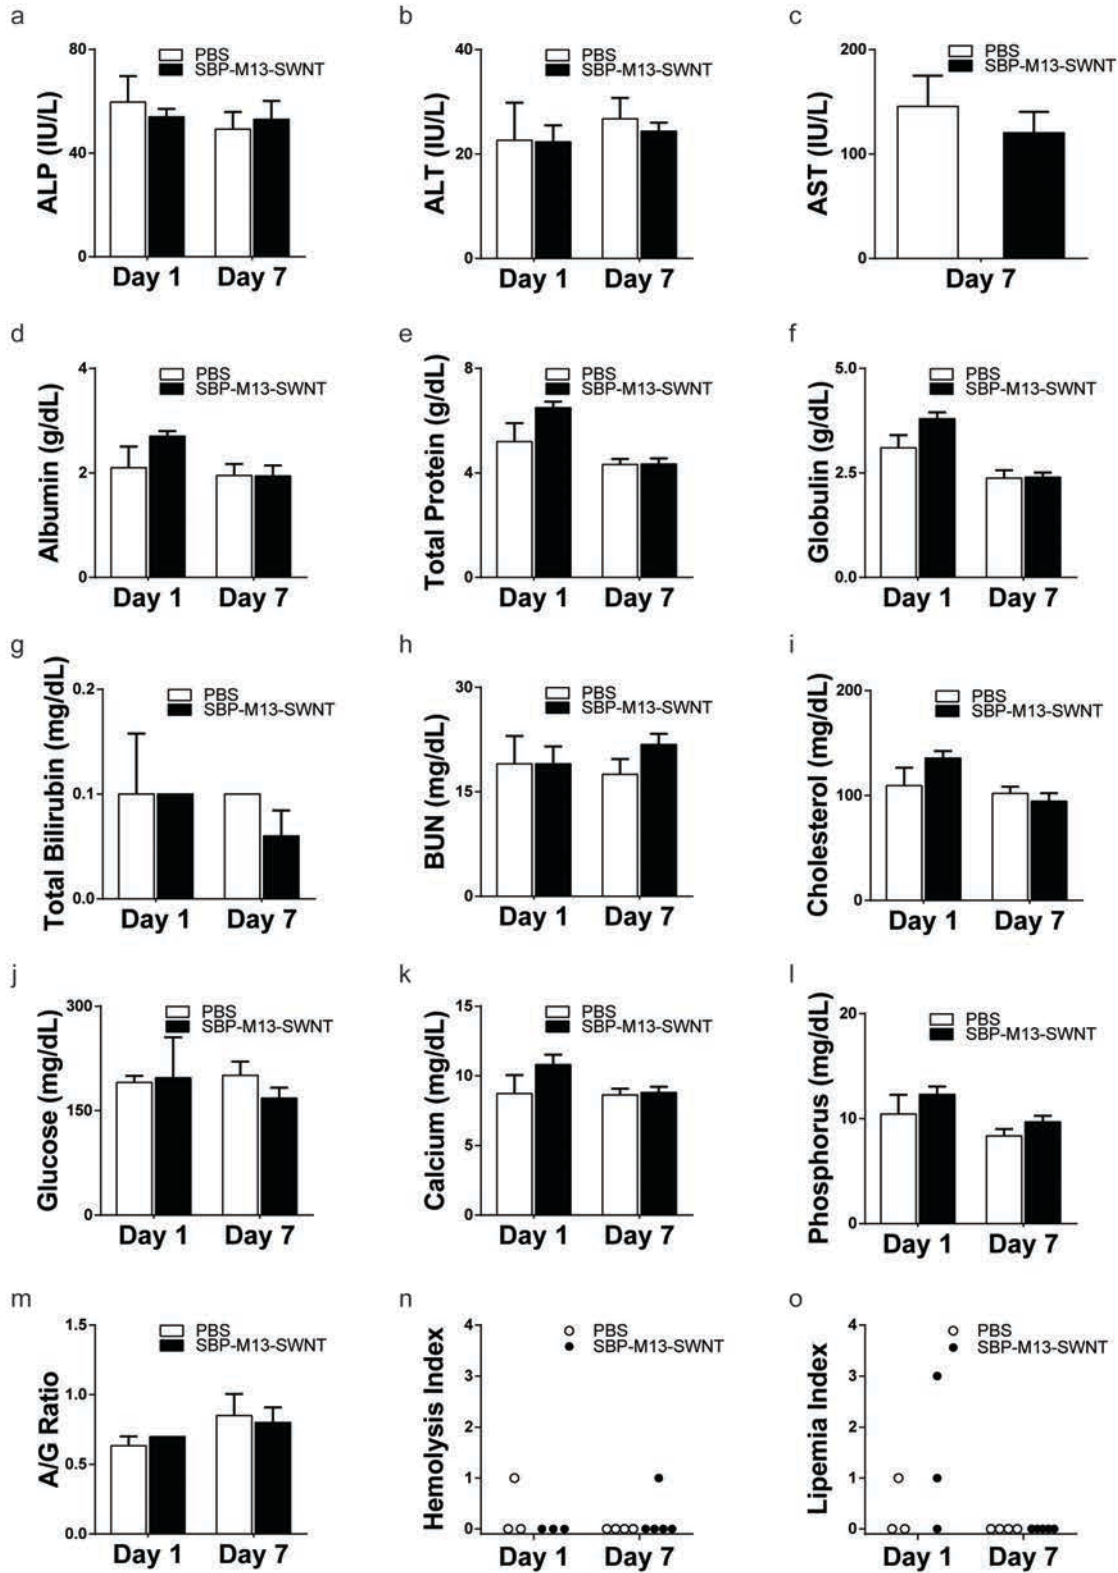 a
ALP (IU/L)
80
40
0
PBS
SBP-M13-SWNT
Day 1
Day 7
b
ALT (IU/L)
40
20
0
PBS
SBP-M13-SWNT
Day 1
Day 7
c
AST (IU/L)
200
100
0
PBS
SBP-M13-SWNT
Day 7
d
Albumin (g/dL)
4
2
0
PBS
SBP-M13-SWNT
Day 1
Day 7
e
Total Protein (g/dL)
8
4
0
PBS
SBP-M13-SWNT
Day 1
Day 7
f
Globulin (g/dL)
5.0
2.5
0.0
PBS
SBP-M13-SWNT
Day 1
Day 7
g
Total Bilirubin (mg/dL)
0.2
0.1
0.0
PBS
SBP-M13-SWNT
Day 1
Day 7
h
BUN (mg/dL)
30
15
0
PBS
SBP-M13-SWNT
Day 1
Day 7
i
Cholesterol (mg/dL)
200
100
0
PBS
SBP-M13-SWNT
Day 1
Day 7
j
Glucose (mg/dL)
300
150
0
PBS
SBP-M13-SWNT
Day 1
Day 7
k
Calcium (mg/dL)
15
10
5
0
PBS
SBP-M13-SWNT
Day 1
Day 7
l
Phosphorus (mg/dL)
20
10
0
PBS
SBP-M13-SWNT
Day 1
Day 7
m
A/G Ratio
1.5
1.0
0.5
0.0
PBS
SBP-M13-SWNT
Day 1
Day 7
n
Hemolysis Index
4
3
2
1
0
PBS
SBP-M13-SWNT
Day 1
Day 7
o
Lipemia Index
4
3
2
1
0
PBS
SBP-M13-SWNT
Day 1
Day 7